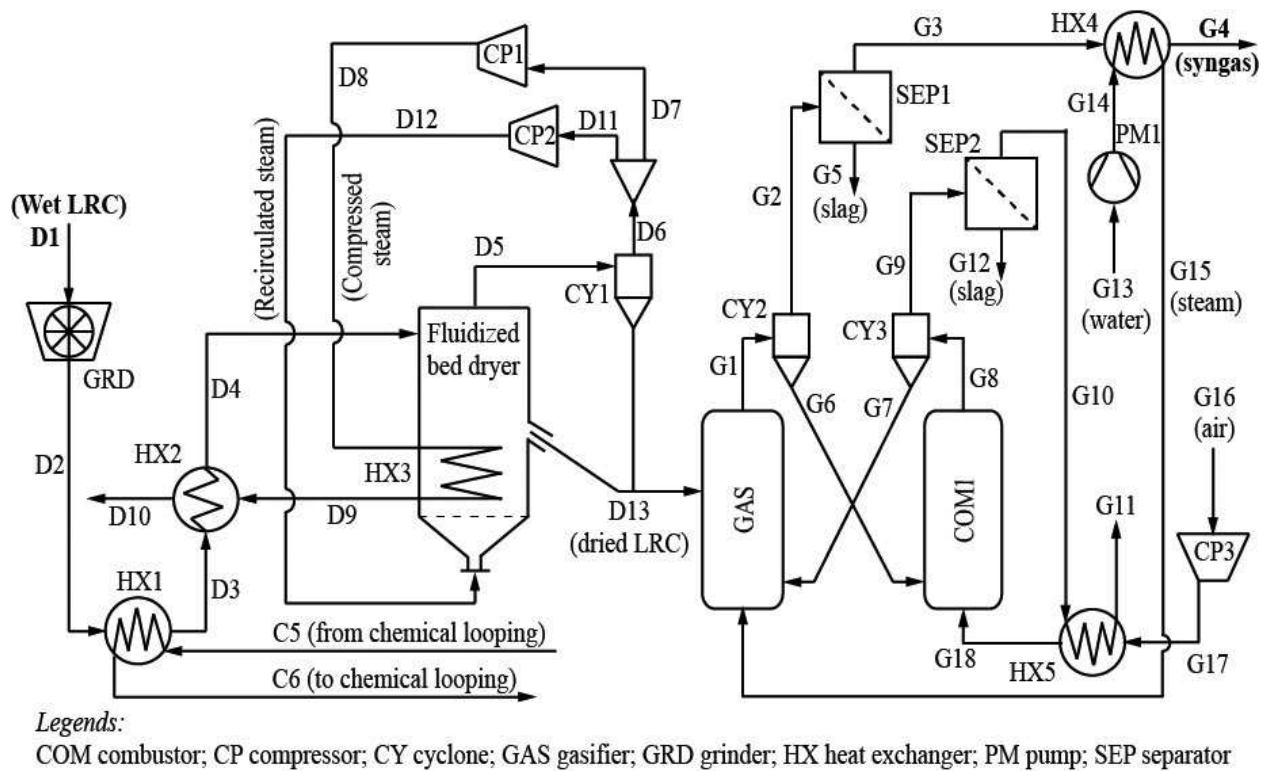 HX4
G3
G4
(syngas)
CP1
D8
SEP1
G14
D7
D12
D11
CP2
PM1
SEP2
G2
G5
(slag)
(Wet LRC)
D1
(Recirculated steam)
(Compressed
steam)
D6
D5
G9
G12
(slag)
G13
(water)
G15
(steam)
CY1
CY2
CY3
Fluidized
bed dryer
GRD
D4
G1
G6
G7
G8
G10
G16
(air)
D2
HX2
HX3
D10
D9
D13
(dried LRC)
GAS
COM1
G11
CP3
HX1
D3
C5 (from chemical looping)
G18
HX5
G17
C6 (to chemical looping)
Legends:
COM combustor; CP compressor; CY cyclone; GAS gasifier; GRD grinder; HX heat exchanger; PM pump; SEP separator